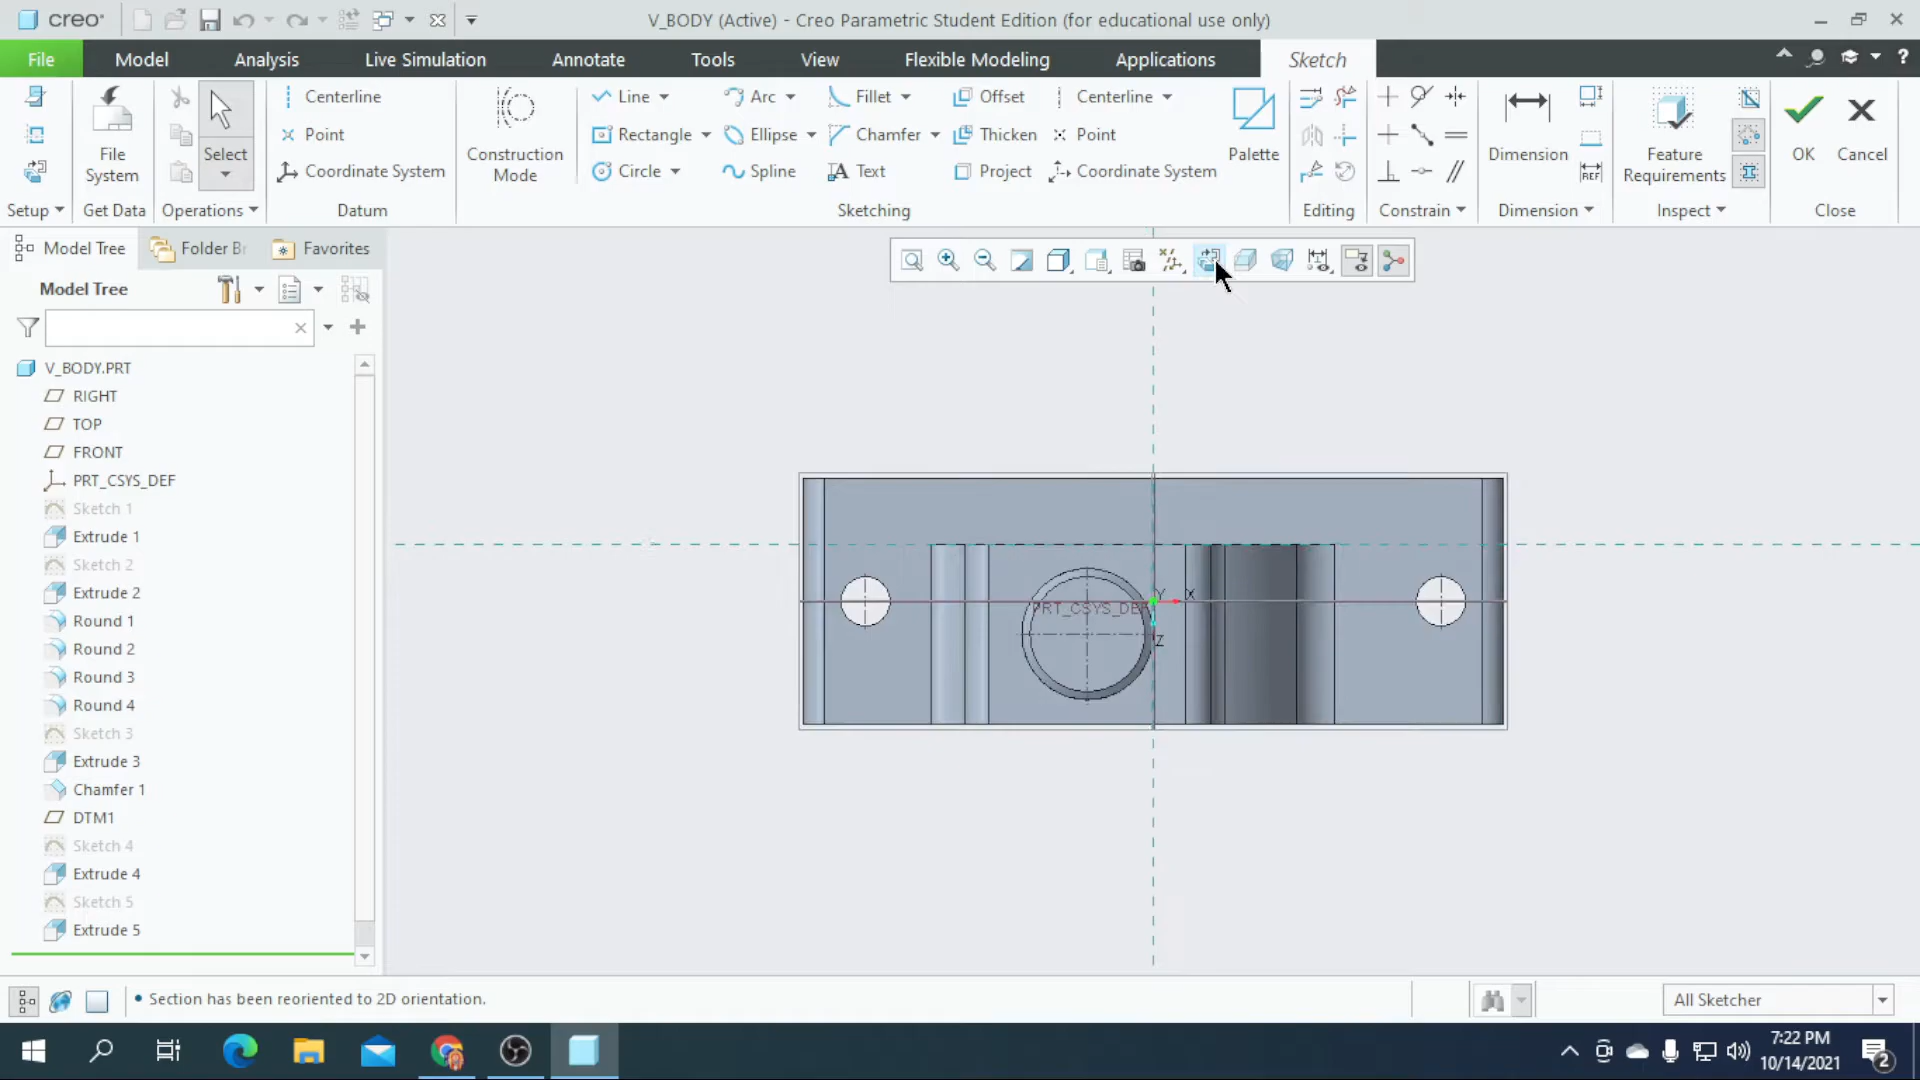 creo
V_BODY (Active) - Creo Parametric Student Edition (for educational use only)
File
Model
Analysis
Live Simulation
Annotate
Tools
View
Flexible Modeling
Applications
Sketch
Setup
File
System
Get Data
Select
Operations
Centerline
Point
Coordinate System
Datum
Construction
Mode
Line
Arc
Fillet
Offset
Centerline
Rectangle
Ellipse
Chamfer
Thicken
Point
Circle
Spline
Text
Project
Coordinate System
Palette
Sketching
Editing
Constrain
Dimension
REF
Dimension
Feature
Requirements
Inspect
OK
Cancel
Close
Model Tree
Folder Br
Favorites
Model Tree
V_BODY.PRT
RIGHT
TOP
FRONT
PRT_CSYS_DEF
Sketch 1
Extrude 1
Sketch 2
Extrude 2
Round 1
Round 2
Round 3
Round 4
Sketch 3
Extrude 3
Chamfer 1
DTM1
Sketch 4
Extrude 4
Sketch 5
Extrude 5
Y
X
PRT_CSYS_DEF
Z
• Section has been reoriented to 2D orientation.
All Sketcher
7:22 PM
10/14/2021
2